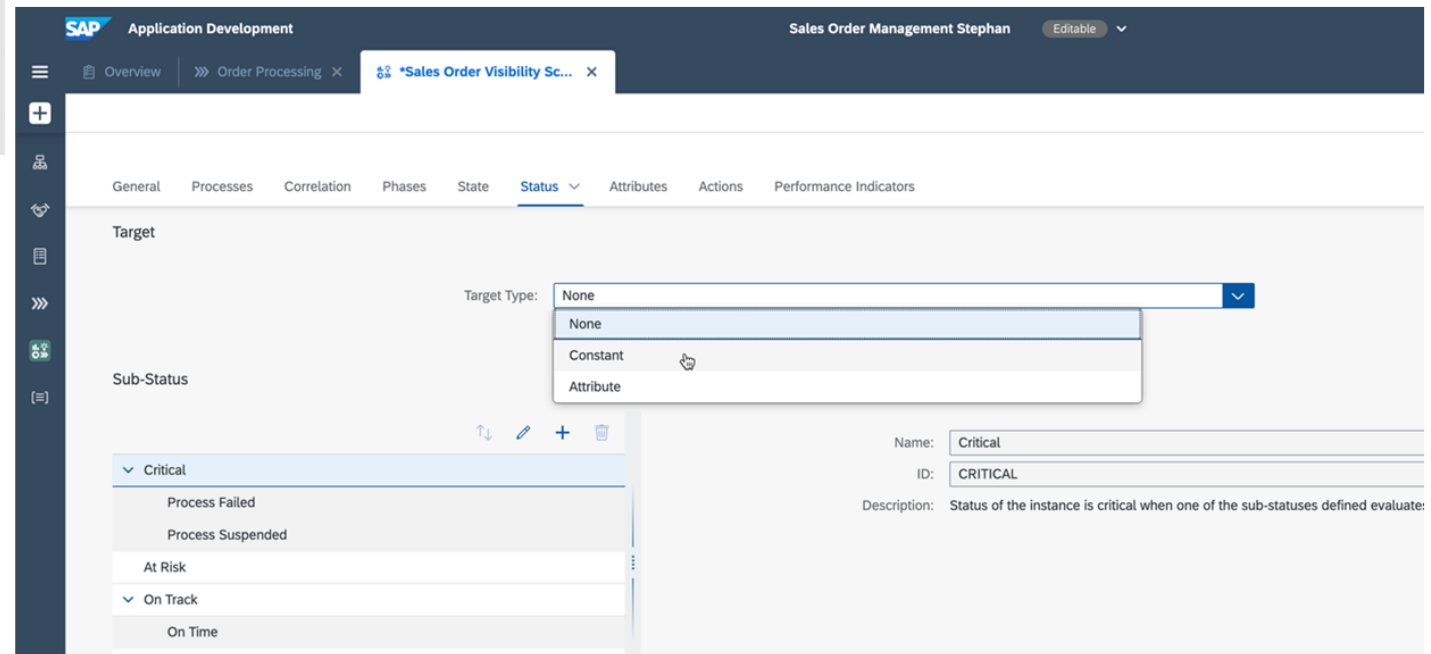 SAP Application Development Sales Order Management Stephan Editable
Overview Order Processing *Sales Order Visibility Sc...
General Processes Correlation Phases State Status Attributes Actions Performance Indicators
Target
Target Type: None
None
Constant
Attribute
Sub-Status
Name: Critical
Critical
ID: CRITICAL
Process Failed
Description: Status of the instance is critical when one of the sub-statuses defined evaluates
Process Suspended
At Risk
On Track
On Time